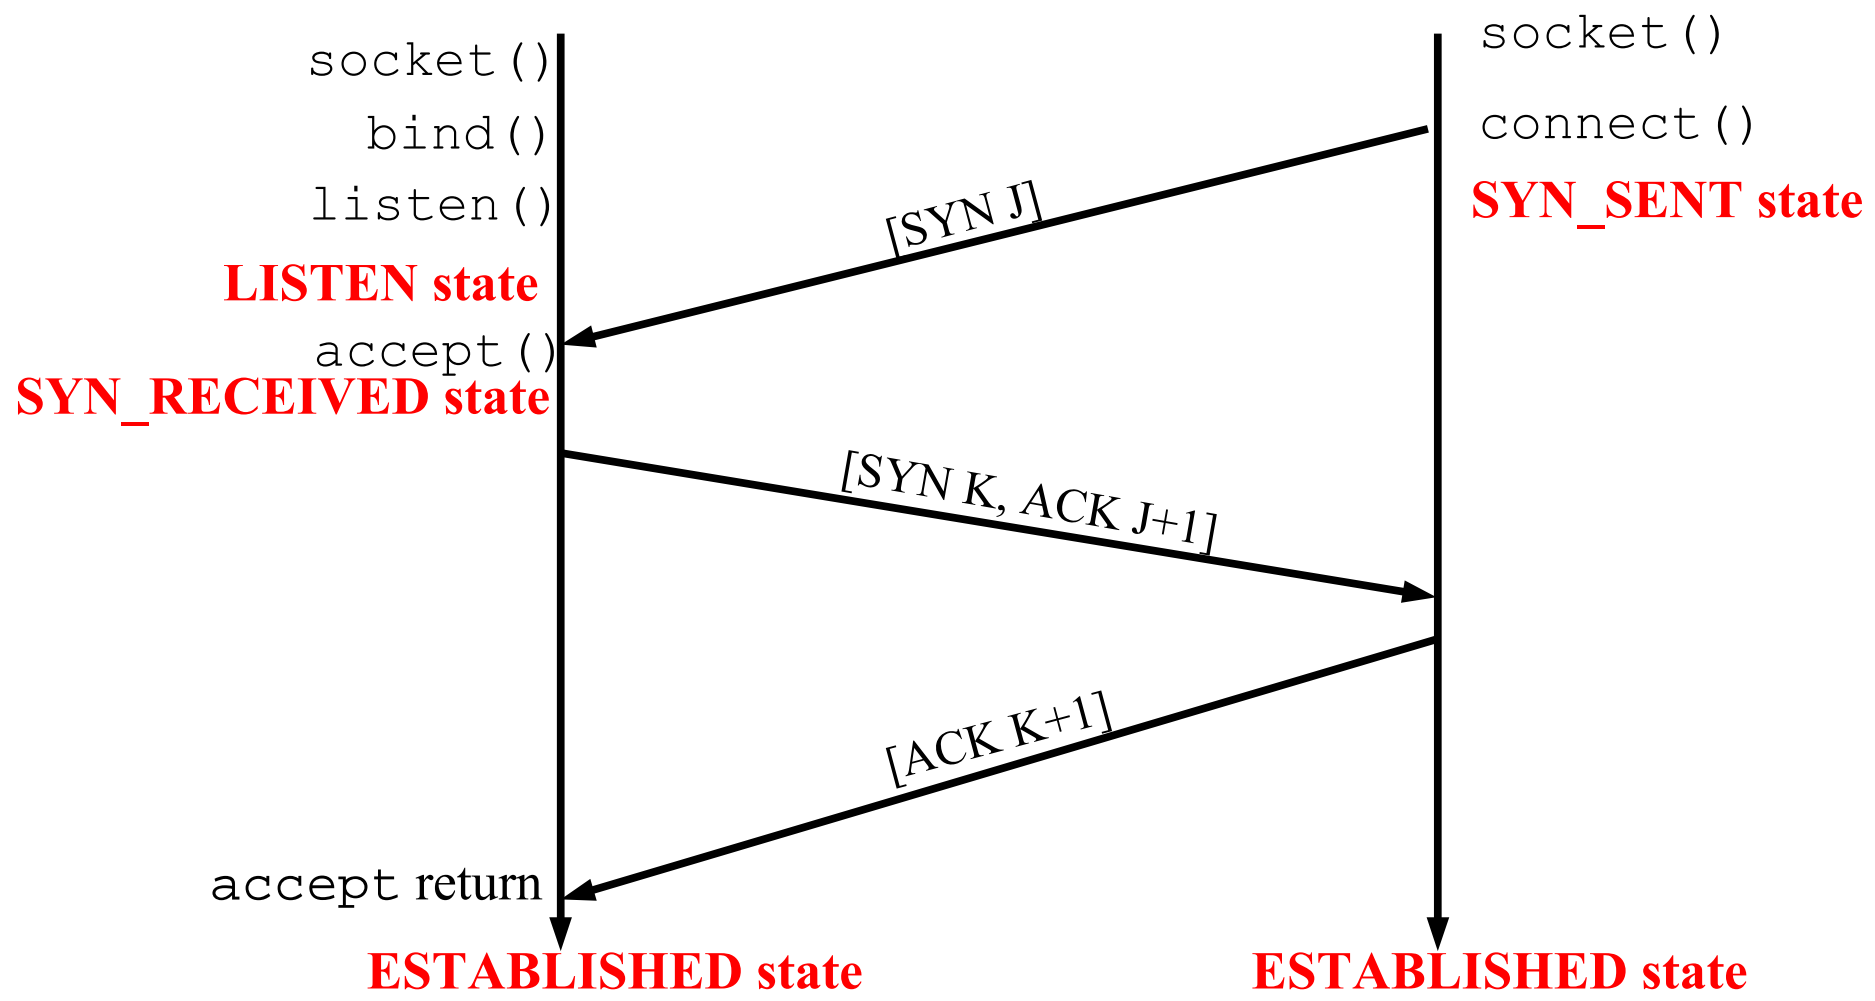 socket()
bind()
listen()
LISTEN state
accept()
SYN_RECEIVED state
accept return
ESTABLISHED state
[SYN J]
[SYN K, ACK J+1]
[ACK K+1]
socket()
connect()
SYN_SENT state
ESTABLISHED state